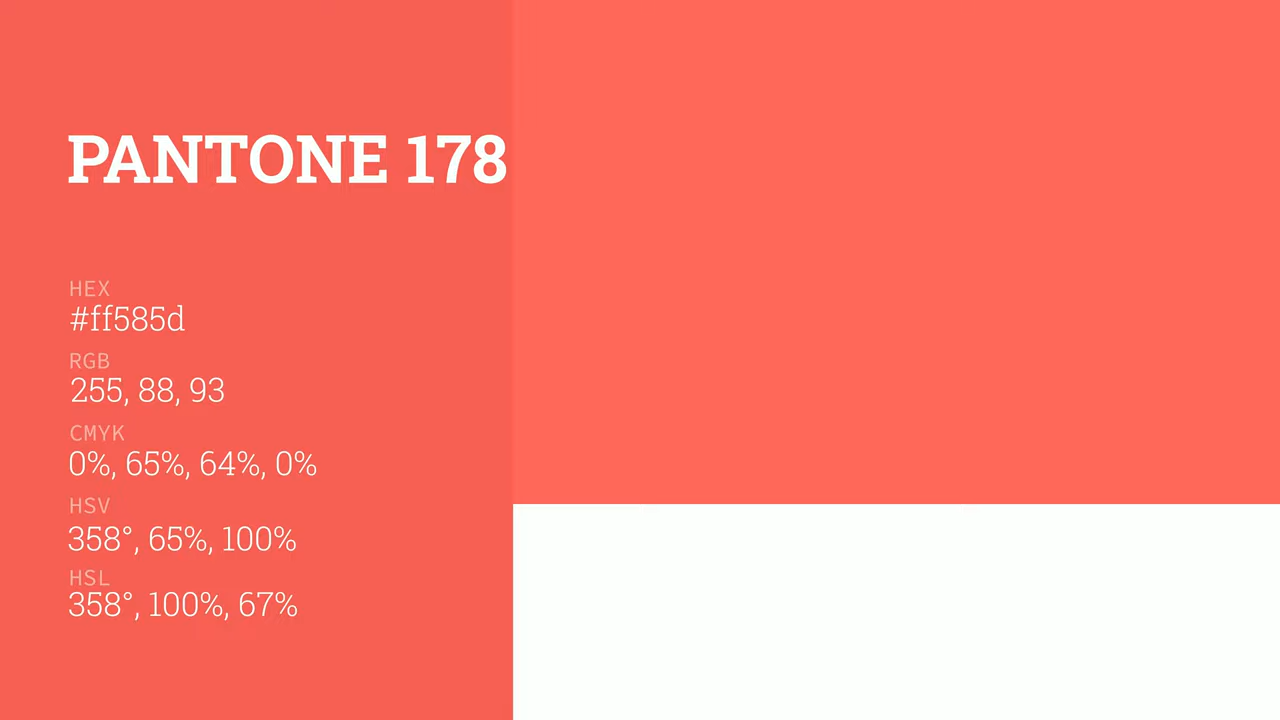 PANTONE 178
HEX
#ff585d
RGB
255, 88, 93
CMYK
0%, 65%, 64%, 0%
HSV
358°, 65%, 100%
HSL
358°, 100%, 67%